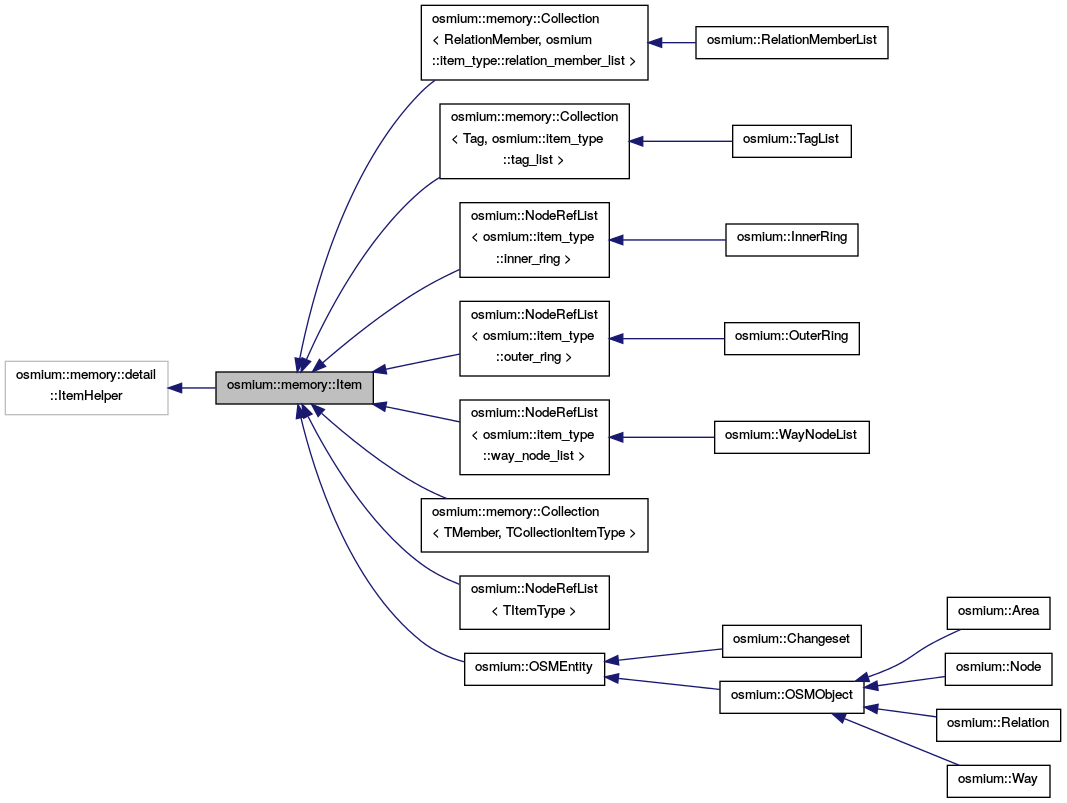 osmium::memory::Collection
< RelationMember, osmium
::item_type::relation_member_list >
osmium::RelationMemberList
osmium::memory::Collection
< Tag, osmium::item_type
::tag_list >
osmium::TagList
osmium::NodeRefList
< osmium::item_type
::inner_ring >
osmium::InnerRing
osmium::NodeRefList
< osmium::item_type
::outer_ring >
osmium::OuterRing
osmium::memory::detail
::ItemHelper
osmium::memory::Item
osmium::NodeRefList
< osmium::item_type
::way_node_list >
osmium::WayNodeList
osmium::memory::Collection
< TMember, TCollectionItemType >
osmium::NodeRefList
< TItemType >
osmium::OSMEntity
osmium::Changeset
osmium::OSMObject
osmium::Area
osmium::Node
osmium::Relation
osmium::Way